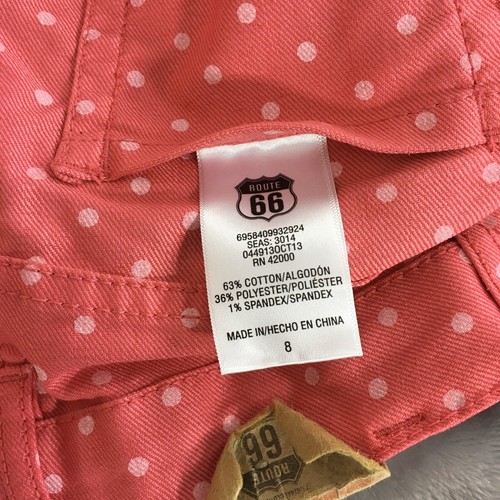 ROUTE
66
6958409932924
SEAS: 3014
044913OCT13
RN 42000
63% COTTON/ALGODÓN
36% POLYESTER/POLIÉSTER
1% SPANDEX/SPANDEX
MADE IN/HECHO EN CHINA
8
66
ROUTE